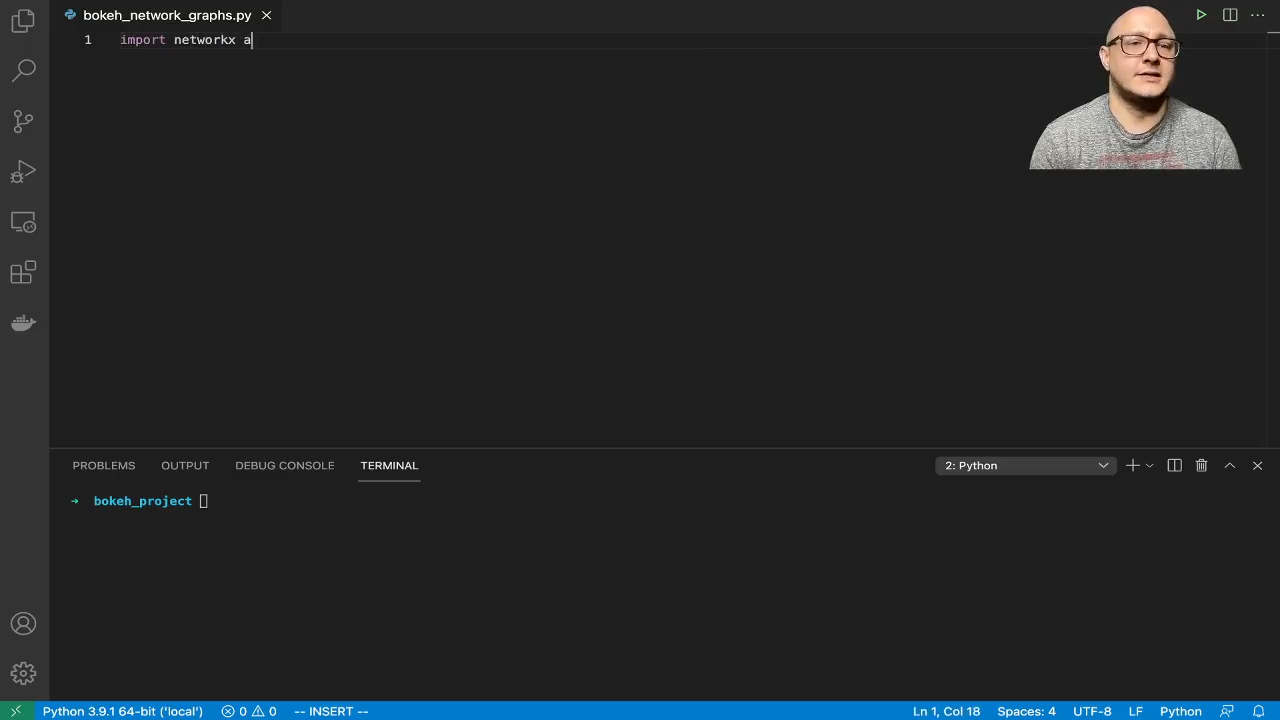 bokeh_network_graphs.py
1 import networkx a
PROBLEMS OUTPUT DEBUG CONSOLE TERMINAL 2: Python
→ bokeh_project
Python 3.9.1 64-bit ('local') 0 0 -- INSERT -- Ln 1, Col 18 Spaces: 4 UTF-8 LF Python